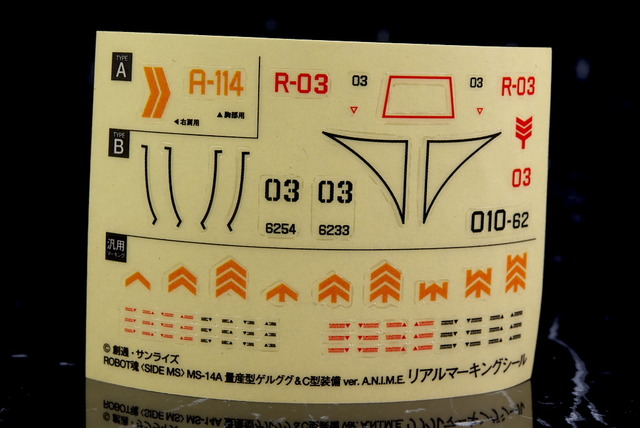 TYPE
A
A-114
◀右肩用
▲胸部用
R-03
03
03
R-03
TYPE
B
03
6254
03
6233
03
010-62
汎用
マーキング
© 創通・サンライズ
ROBOT魂〈SIDE MS〉MS-14A 量産型ゲルググ&C型装備 ver. A.N.I.M.E. リアルマーキングシール